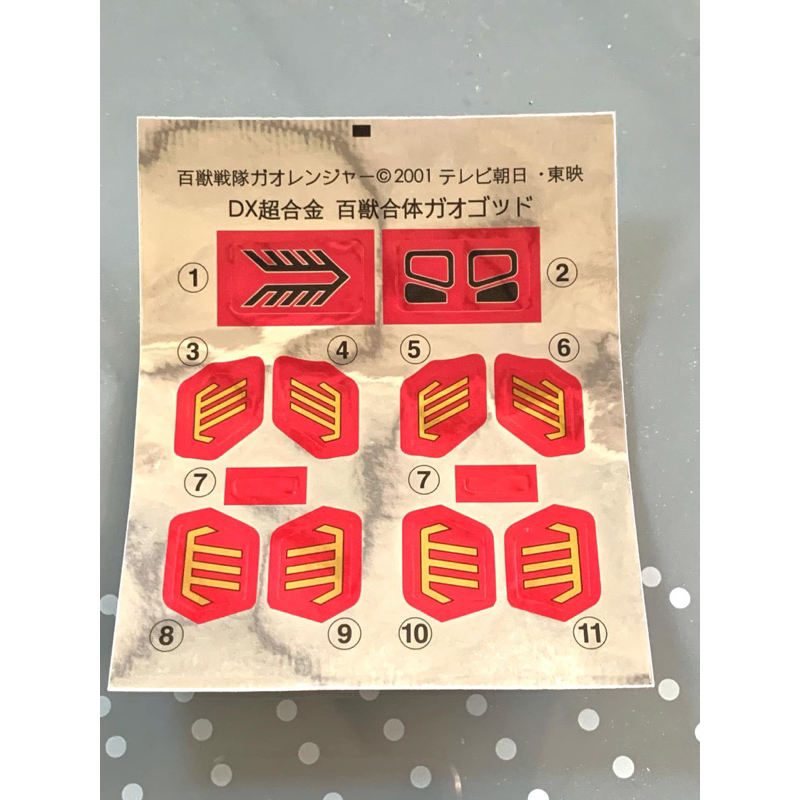 百獣戦隊ガオレンジャー©2001 テレビ朝日・東映
DX超合金 百獣合体ガオゴッド
① ②
③ ④ ⑤ ⑥
⑦ ⑦
⑧ ⑨ ⑩ ⑪